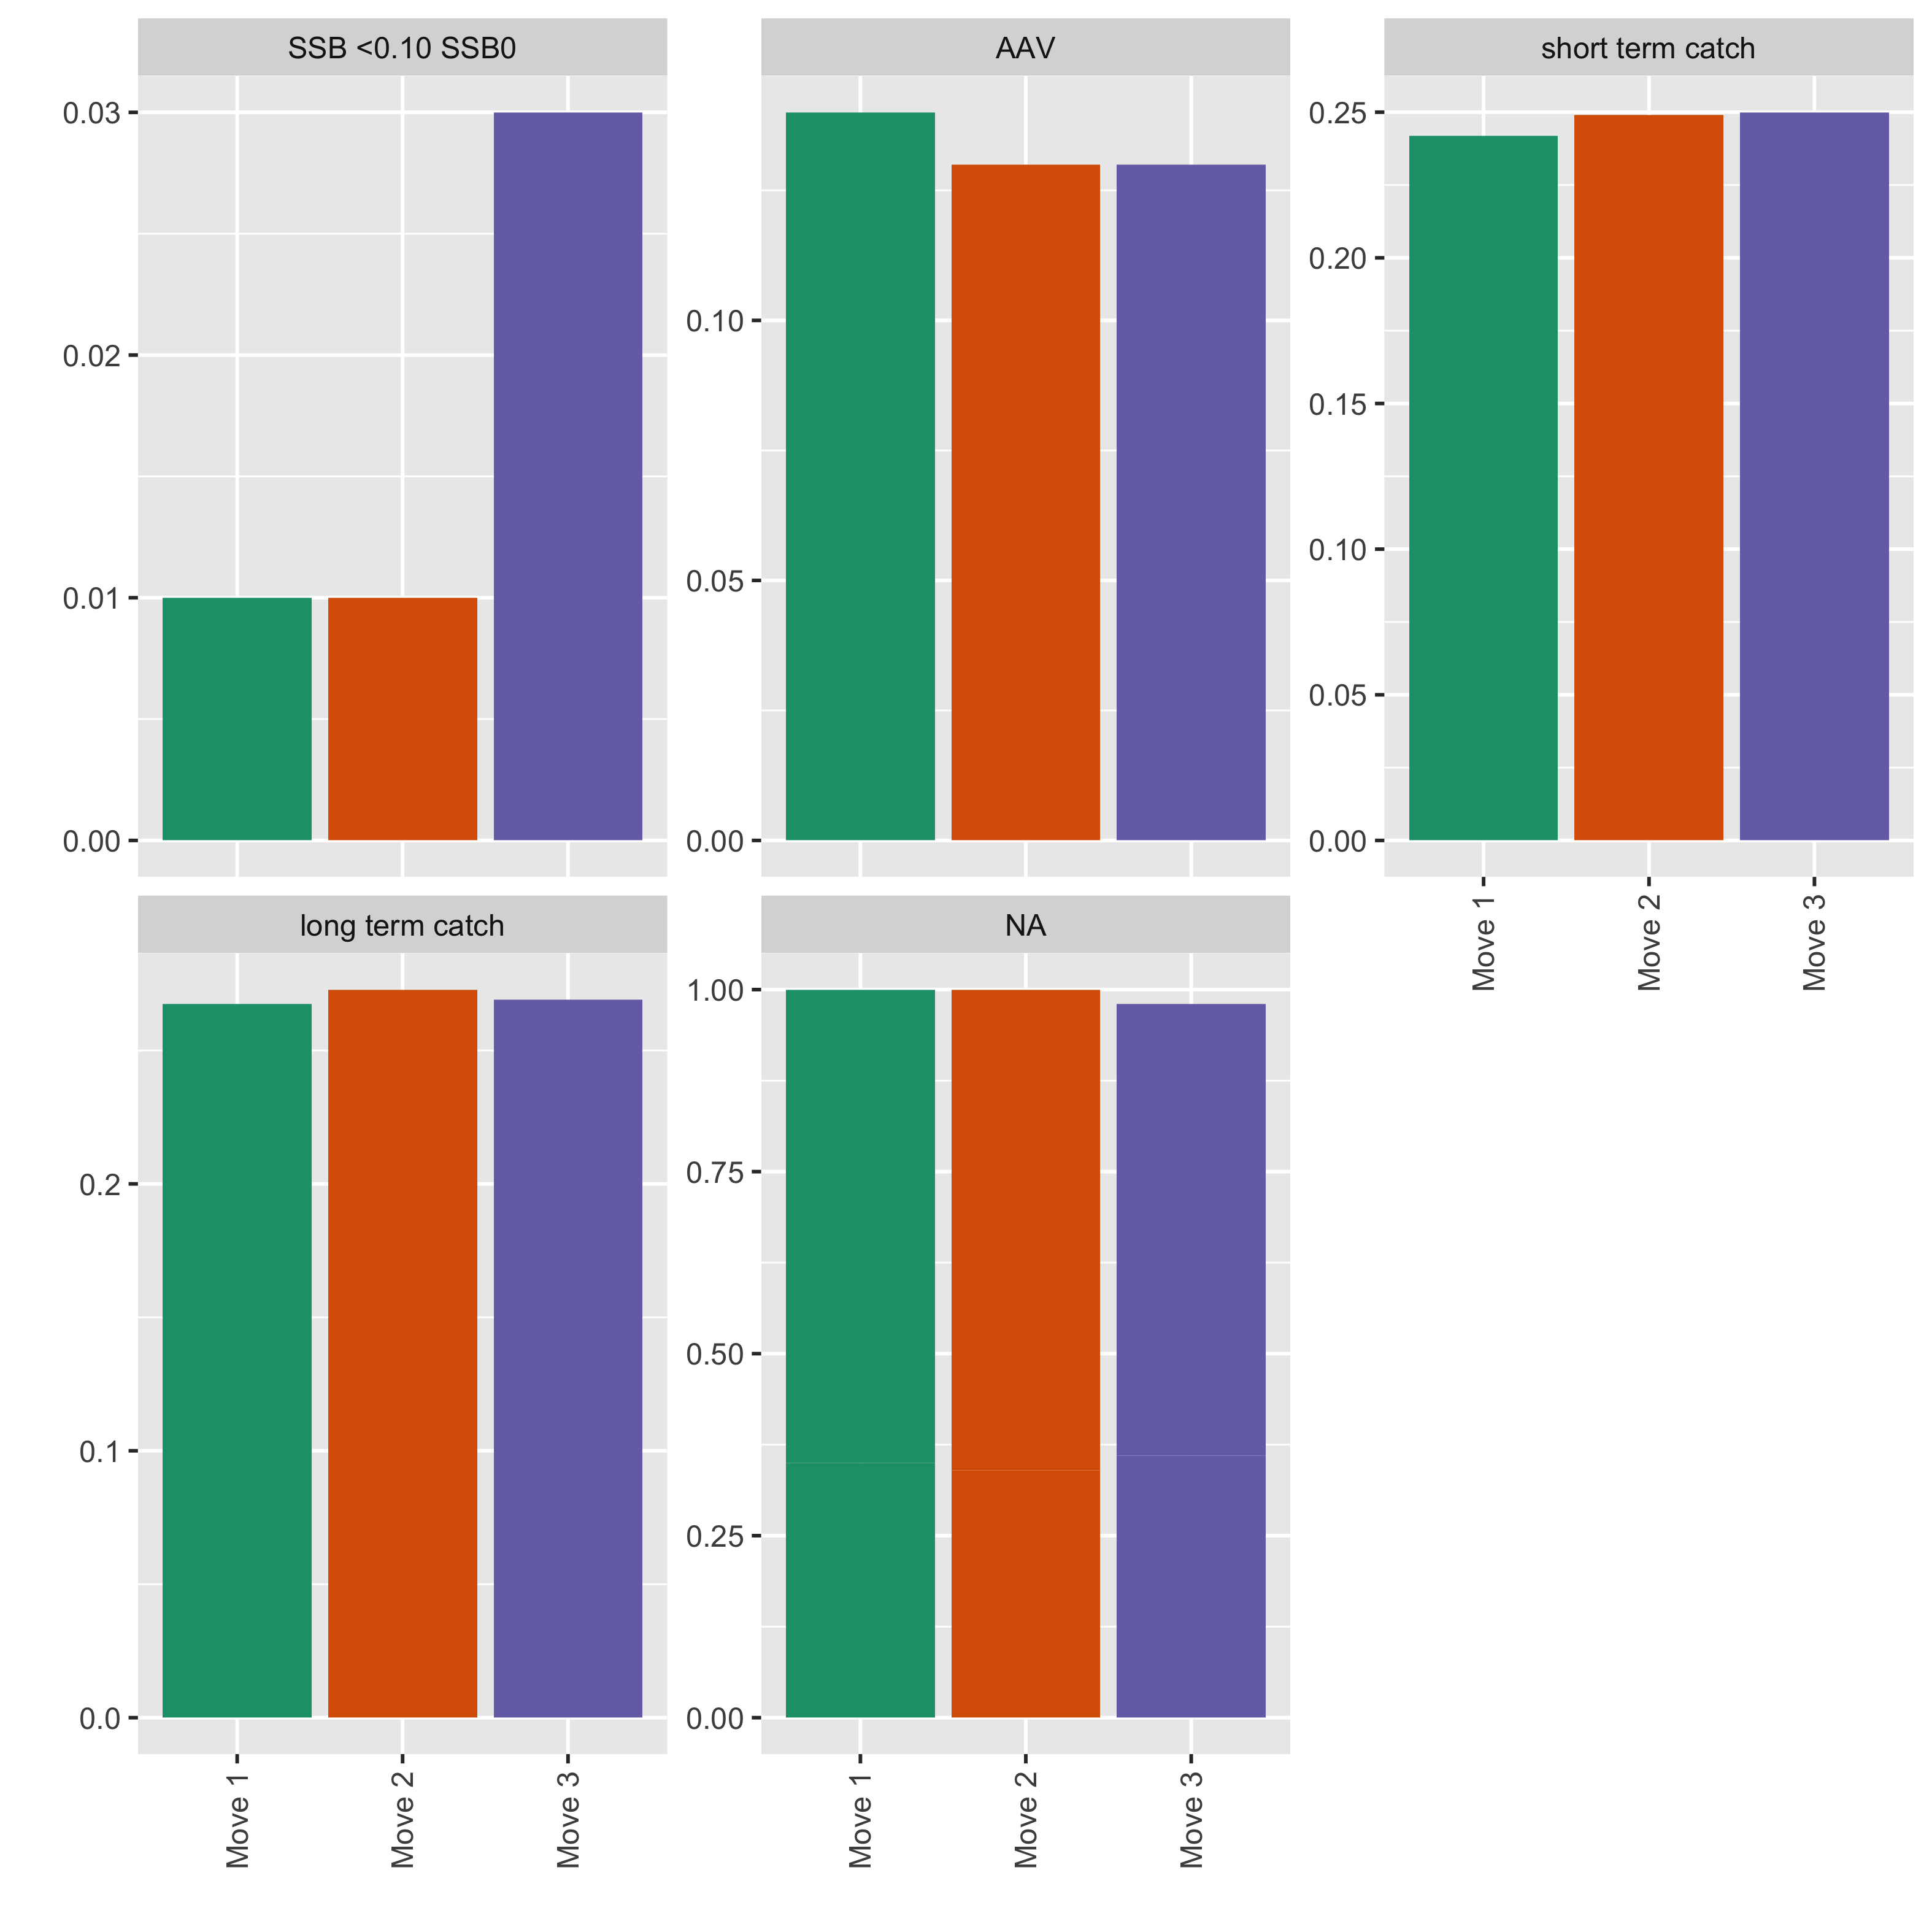 SSB <0.10 SSB0
0.03
0.02
0.01
0.00
AAV
0.10
0.05
0.00
short term catch
0.25
0.20
0.15
0.10
0.05
0.00
Move 1
Move 2
Move 3
long term catch
0.2
0.1
0.0
Move 1
Move 2
Move 3
NA
1.00
0.75
0.50
0.25
0.00
Move 1
Move 2
Move 3